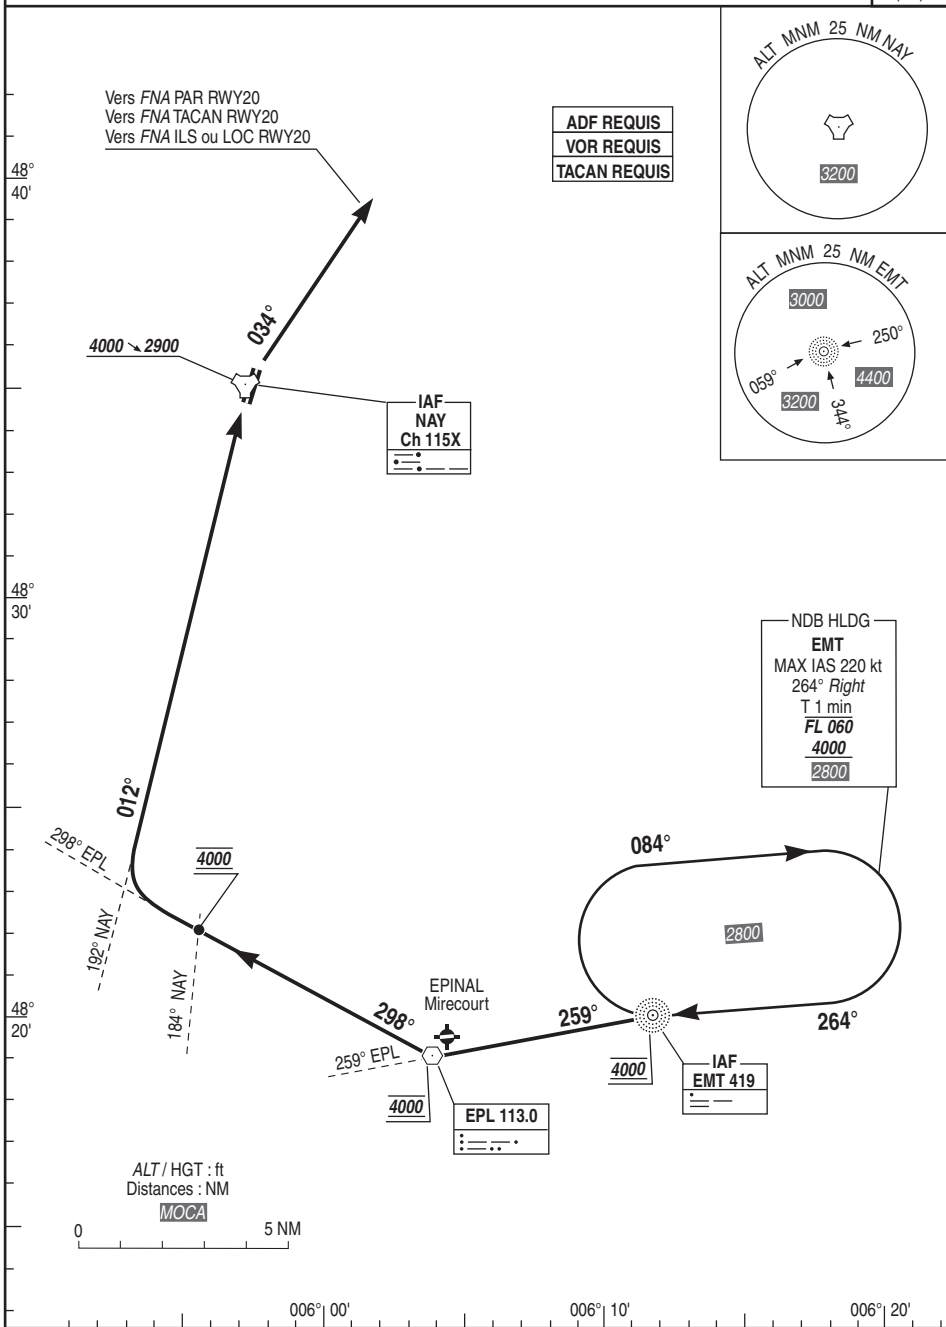 ALT MNM 25 NM NAY
3200
Vers FNA PAR RWY20
Vers FNA TACAN RWY20
Vers FNA ILS ou LOC RWY20
ADF REQUIS
VOR REQUIS
TACAN REQUIS
48°
40'
ALT MNM 25 NM EMT
3000
250°
059°
4400
3200
344°
034°
4000 ↘ 2900
IAF
NAY
Ch 115X
48°
30'
NDB HLDG
EMT
MAX IAS 220 kt
264° Right
T 1 min
FL 060
4000
2800
012°
298° EPL
4000
084°
192° NAY
184° NAY
2800
EPINAL
Mirecourt
48°
20'
298°
259°
264°
259° EPL
4000
IAF
EMT 419
4000
EPL 113.0
ALT / HGT : ft
Distances : NM
MOCA
0 5 NM
006° 00' 006° 10' 006° 20'